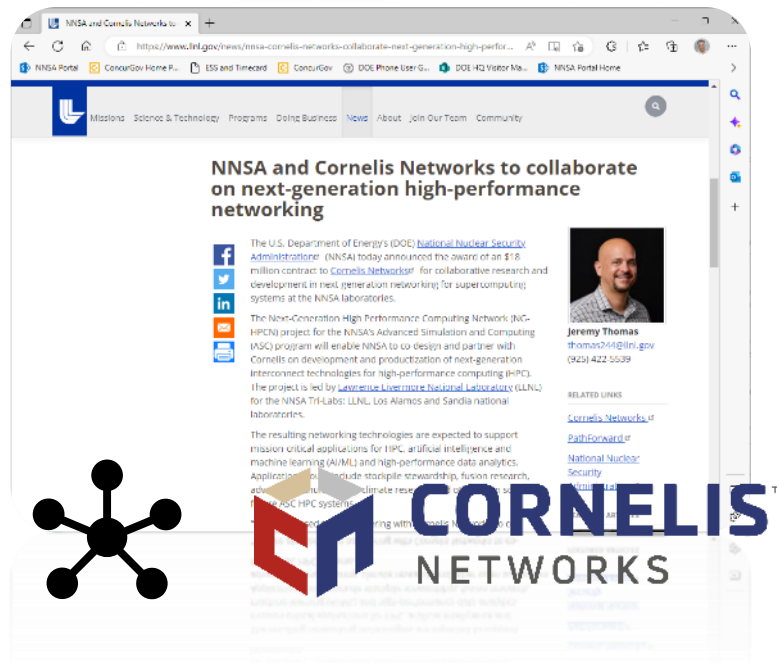 NNSA and Cornelis Networks to
https://www.llnl.gov/news/nnsa-cornelis-networks-collaborate-next-generation-high-perfor...
NNSA Portal ConcurGov Home P... ESS and Timecard ConcurGov DOE Phone User G... DOE HQ Visitor Ma... NNSA Portal Home
Missions Science & Technology Programs Doing Business News About Join Our Team Community
NNSA and Cornelis Networks to collaborate
on next-generation high-performance
networking
The U.S. Department of Energy's (DOE) National Nuclear Security
Administration (NNSA) today announced the award of an $18
million contract to Cornelis Networks for collaborative research and
development in next generation networking for supercomputing
systems at the NNSA laboratories.
The Next-Generation High Performance Computing Network (NG-
HPCN) project for the NNSA's Advanced Simulation and Computing
(ASC) program will enable NNSA to co-design and partner with
Cornelis on development and productization of next-generation
interconnect technologies for high-performance computing (HPC).
The project is led by Lawrence Livermore National Laboratory (LLNL)
for the NNSA Tri-Labs: LLNL, Los Alamos and Sandia national
laboratories.
The resulting networking technologies are expected to support
mission critical applications for HPC, artificial intelligence and
machine learning (AI/ML) and high-performance data analytics.
include stockpile stewardship, fusion research,
ASC HPC systems
Jeremy Thomas
thomas244@llnl.gov
(925) 422-5539
RELATED LINKS
Cornelis Networks
PathForward
National Nuclear
Security
CORNELIS
NETWORKS